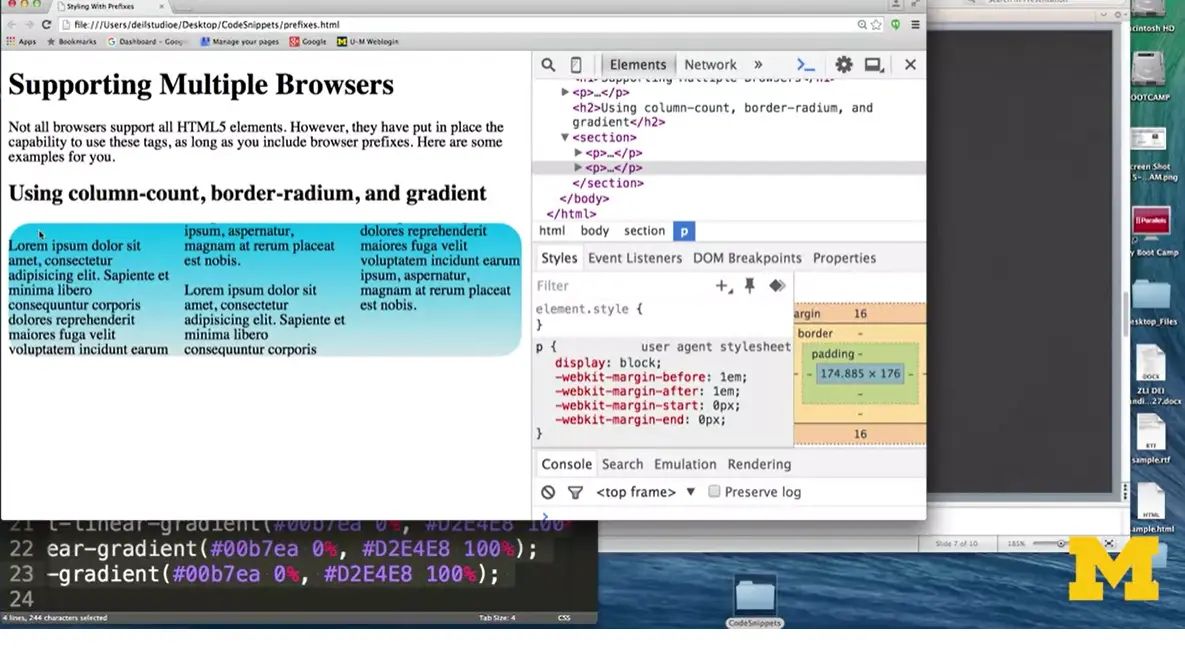 Styling With Prefixes
file:///Users/deilstudioe/Desktop/CodeSnippets/prefixes.html
Apps Bookmarks Dashboard - Goog Manage your pages Google U-M Weblogin
Supporting Multiple Browsers
Not all browsers support all HTML5 elements. However, they have put in place the
capability to use these tags, as long as you include browser prefixes. Here are some
examples for you.
Using column-count, border-radium, and gradient
Lorem ipsum dolor sit
amet, consectetur
adipisicing elit. Sapiente et
minima libero
consequuntur corporis
dolores reprehenderit
maiores fuga velit
voluptatem incidunt earum
ipsum, aspernatur,
magnam at rerum placeat
est nobis.
Lorem ipsum dolor sit
amet, consectetur
adipisicing elit. Sapiente et
minima libero
consequuntur corporis
dolores reprehenderit
maiores fuga velit
voluptatem incidunt earum
ipsum, aspernatur,
magnam at rerum placeat
est nobis.
Elements Network »
<h1>Supporting Multiple Browsers</h1>
▶<p>…</p>
<h2>Using column-count, border-radium, and
gradient</h2>
▼<section>
▶<p>…</p>
▶<p>…</p>
</section>
</body>
</html>
html body section p
Styles Event Listeners DOM Breakpoints Properties
Filter
element.style {
}
p { user agent stylesheet
display: block;
-webkit-margin-before: 1em;
-webkit-margin-after: 1em;
-webkit-margin-start: 0px;
-webkit-margin-end: 0px;
}
argin 16
border -
padding -
- - 174.885 × 176 - -
-
-
16
Console Search Emulation Rendering
<top frame> ▼ Preserve log
21 t-linear-gradient(#00b7ea 0%, #D2E4E8 100%
22 ear-gradient(#00b7ea 0%, #D2E4E8 100%);
23 -gradient(#00b7ea 0%, #D2E4E8 100%);
24
4 lines, 244 characters selected Tab Size: 4 CSS
Search in Presentation
Slide 7 of 10 185%
CodeSnippets
cintosh HD
OOTCAMP
creen Shot
5-...AM.png
Parallels
y Boot Camp
esktop_Files
DOCX
ZLI DEI
andi...27.docx
RTF
sample.rtf
HTML
ample.html
M